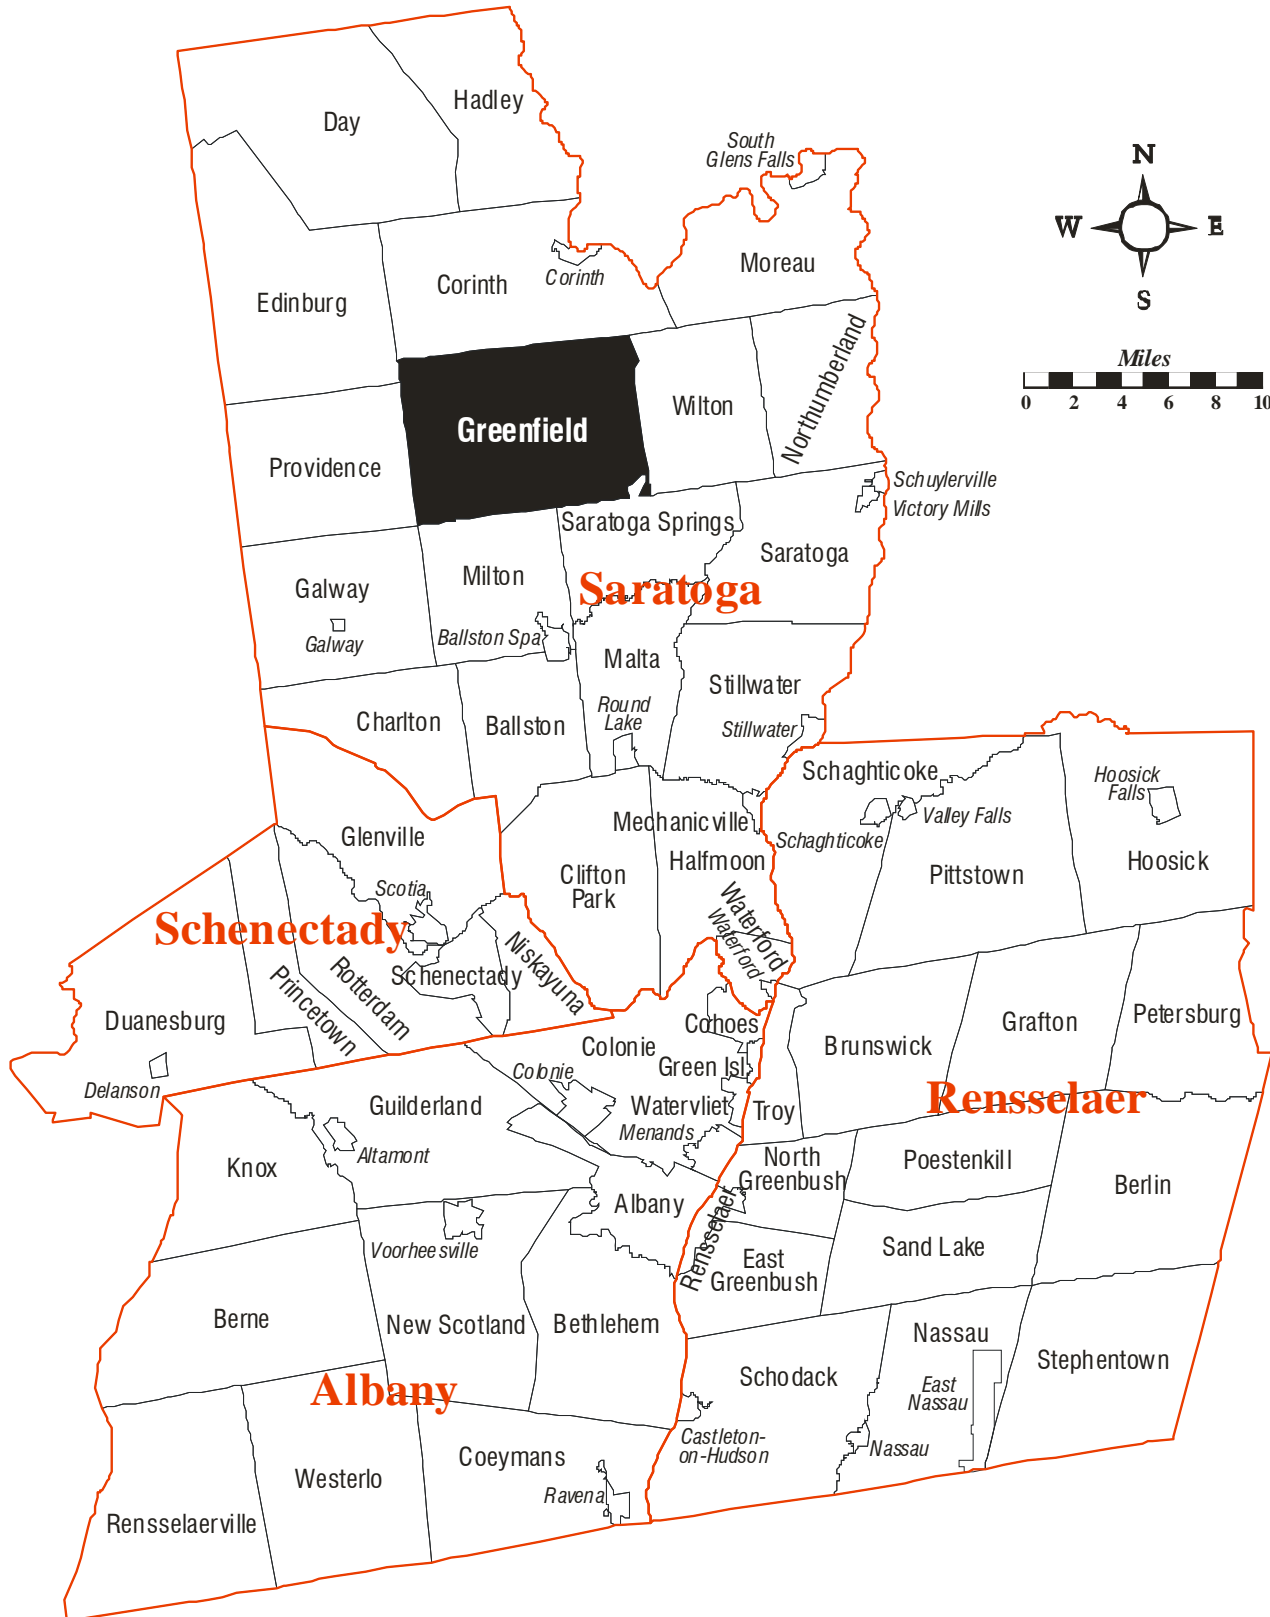 Hadley
Day
South
Glens Falls
N
W
E
S
Moreau
Corinth
Corinth
Edinburg
Northumberland
Miles
0 2 4 6 8 10
Wilton
Greenfield
Providence
Schuylerville
Victory Mills
Saratoga Springs
Saratoga
Milton
Galway
Saratoga
Galway
Ballston Spa
Malta
Stillwater
Round
Lake
Charlton
Ballston
Stillwater
Schaghticoke
Hoosick
Falls
Valley Falls
Schaghticoke
Mechanicville
Glenville
Halfmoon
Hoosick
Clifton
Park
Pittstown
Scotia
Waterford
Waterford
Schenectady
Niskayuna
Schenectady
Rotterdam
Princetown
Duanesburg
Delanson
Cohoes
Colonie
Green Isl
Brunswick
Grafton
Petersburg
Rensselaer
Colonie
Watervliet
Menands
Troy
Guilderland
Altamont
Knox
North
Greenbush
Poestenkill
Berlin
Albany
Rensselaer
Voorheesville
Sand Lake
East
Greenbush
Berne
New Scotland
Bethlehem
Nassau
Stephentown
Schodack
East
Nassau
Albany
Castleton-
on-Hudson
Nassau
Coeymans
Westerlo
Ravena
Rensselaerville